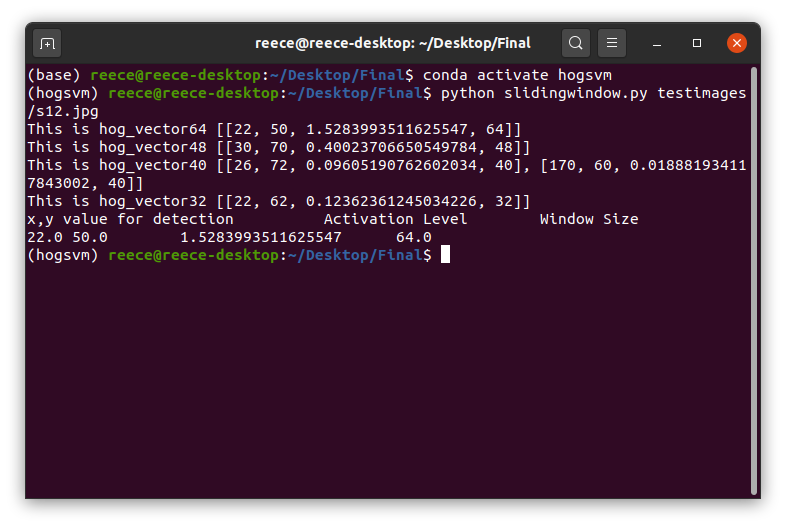 reece@reece-desktop: ~/Desktop/Final
(base) reece@reece-desktop:~/Desktop/Final$ conda activate hogsvm
(hogsvm) reece@reece-desktop:~/Desktop/Final$ python slidingwindow.py testimages
/s12.jpg
This is hog_vector64 [[22, 50, 1.5283993511625547, 64]]
This is hog_vector48 [[30, 70, 0.40023706650549784, 48]]
This is hog_vector40 [[26, 72, 0.09605190762602034, 40], [170, 60, 0.01888193411
7843002, 40]]
This is hog_vector32 [[22, 62, 0.12362361245034226, 32]]
x,y value for detection          Activation Level        Window Size
22.0 50.0        1.5283993511625547      64.0
(hogsvm) reece@reece-desktop:~/Desktop/Final$